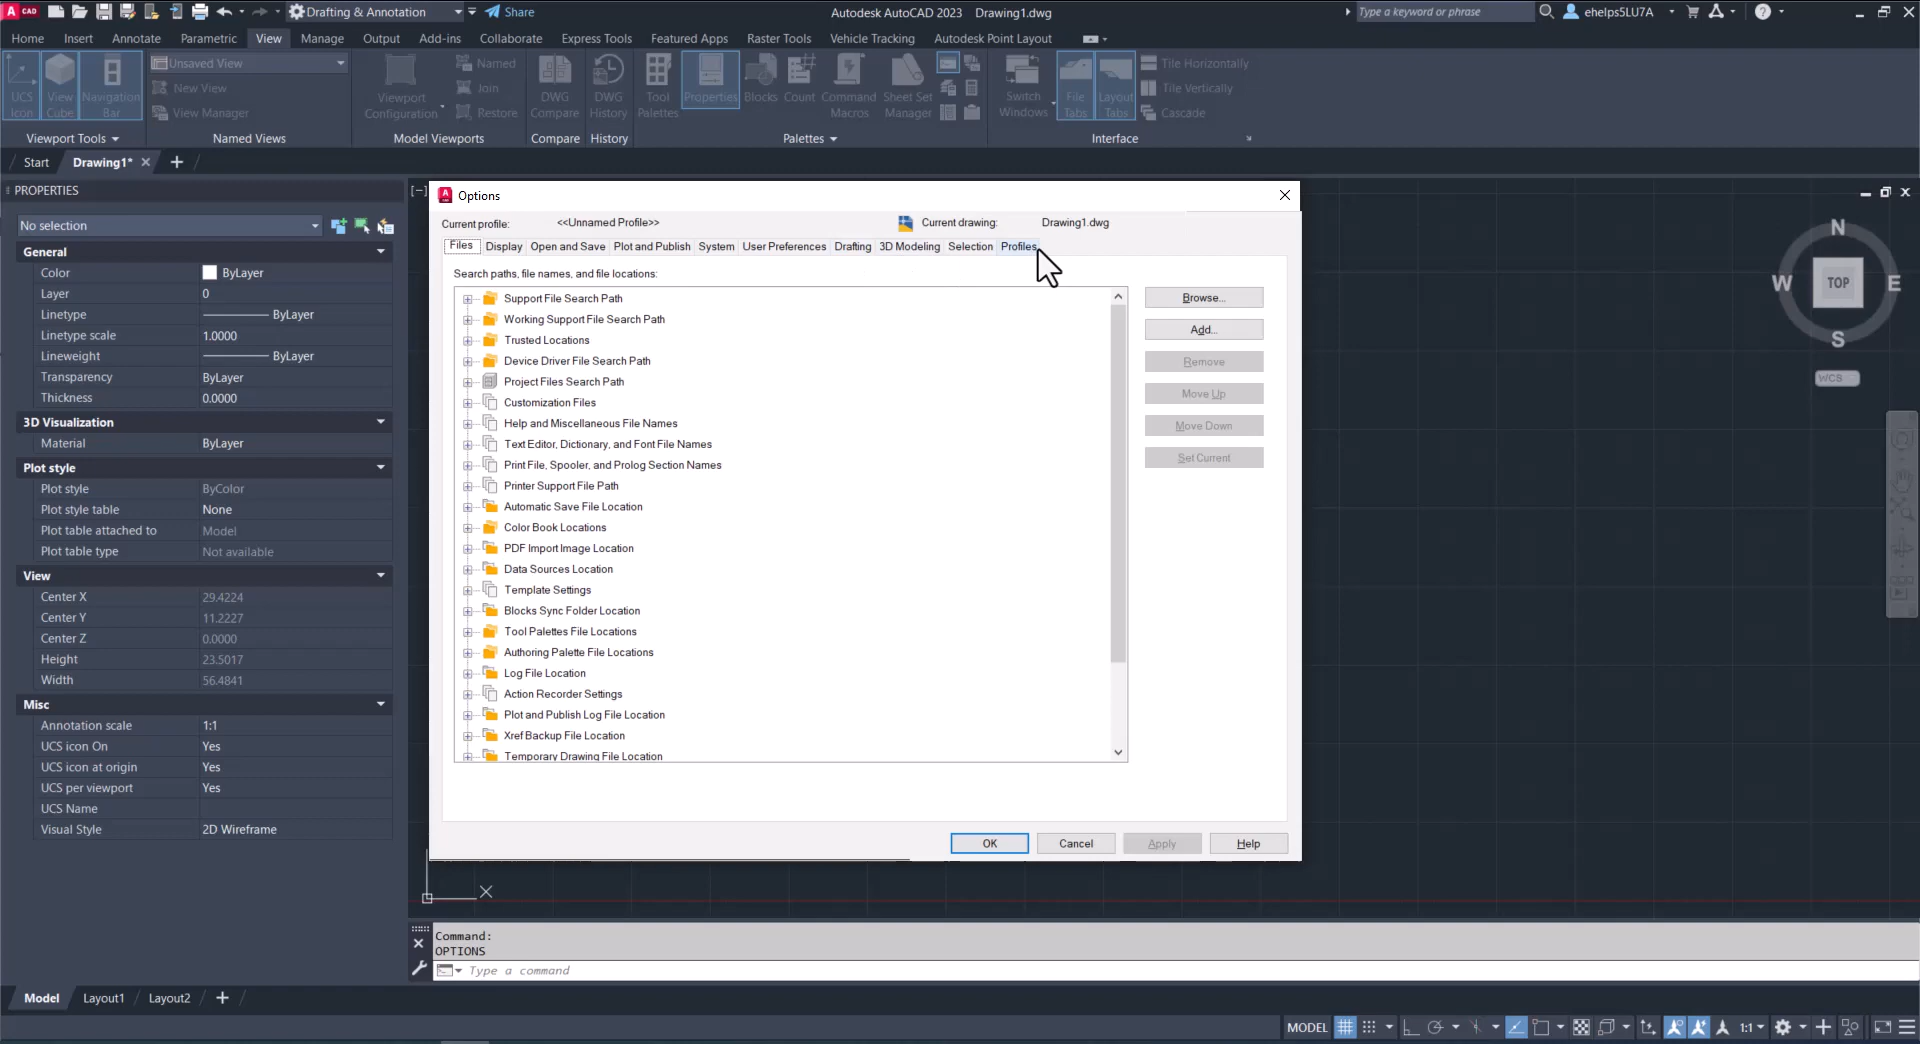 A CAD Drafting & Annotation Share Autodesk AutoCAD 2023 Drawing1.dwg Type a keyword or phrase ehelps5LU7A
Home Insert Annotate Parametric View Manage Output Add-ins Collaborate Express Tools Featured Apps Raster Tools Vehicle Tracking Autodesk Point Layout
UCS Icon
View Cube
Navigation Bar
Viewport Tools
Unsaved View
New View
View Manager
Named Views
Viewport Configuration
Named
Join
Restore
Model Viewports
DWG Compare
Compare
DWG History
History
Tool Palettes
Properties
Blocks
Count
Command Macros
Sheet Set Manager
Palettes
Switch Windows
File Tabs
Layout Tabs
Tile Horizontally
Tile Vertically
Cascade
Interface
Start Drawing1*
PROPERTIES
No selection
General
Color ByLayer
Layer 0
Linetype ByLayer
Linetype scale 1.0000
Lineweight ByLayer
Transparency ByLayer
Thickness 0.0000
3D Visualization
Material ByLayer
Plot style
Plot style ByColor
Plot style table None
Plot table attached to Model
Plot table type Not available
View
Center X 29.4224
Center Y 11.2227
Center Z 0.0000
Height 23.5017
Width 56.4841
Misc
Annotation scale 1:1
UCS icon On Yes
UCS icon at origin Yes
UCS per viewport Yes
UCS Name
Visual Style 2D Wireframe
[−]
Options
Current profile: <<Unnamed Profile>> Current drawing: Drawing1.dwg
Files Display Open and Save Plot and Publish System User Preferences Drafting 3D Modeling Selection Profiles
Search paths, file names, and file locations:
Support File Search Path
Working Support File Search Path
Trusted Locations
Device Driver File Search Path
Project Files Search Path
Customization Files
Help and Miscellaneous File Names
Text Editor, Dictionary, and Font File Names
Print File, Spooler, and Prolog Section Names
Printer Support File Path
Automatic Save File Location
Color Book Locations
PDF Import Image Location
Data Sources Location
Template Settings
Blocks Sync Folder Location
Tool Palettes File Locations
Authoring Palette File Locations
Log File Location
Action Recorder Settings
Plot and Publish Log File Location
Xref Backup File Location
Temporary Drawing File Location
Browse...
Add...
Remove
Move Up
Move Down
Set Current
OK Cancel Apply Help
N
W TOP E
S
WCS
X
Command:
OPTIONS
Type a command
Model Layout1 Layout2
MODEL 1:1